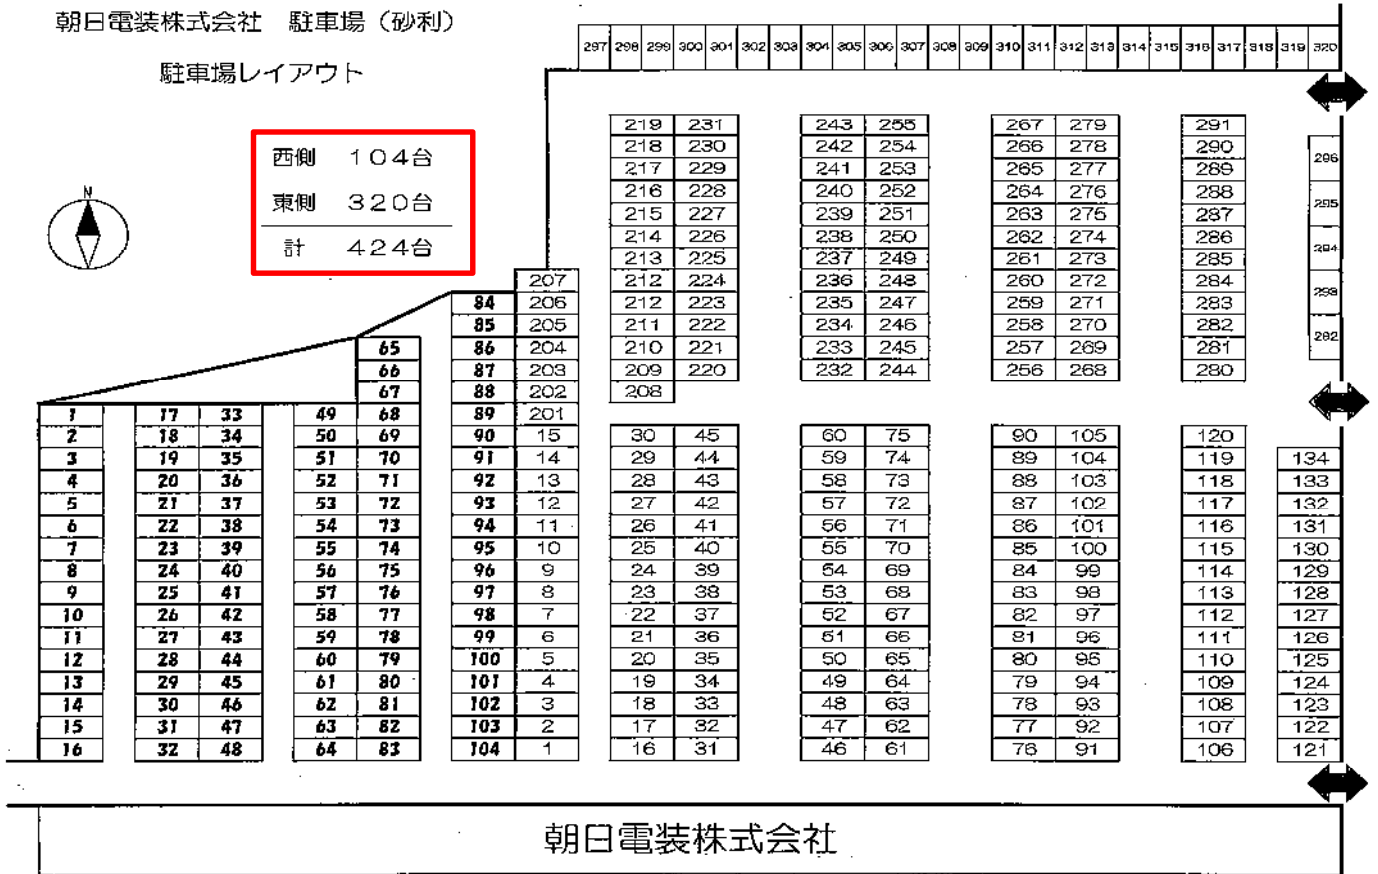 朝日電装株式会社　駐車場（砂利）
駐車場レイアウト
297 298 299 300 301 302 303 304 305 306 307 308 309 310 311 312 313 314 315 316 317 318 319 320
西側　104台
東側　320台
計　424台
N
219 231 243 255 267 279 291
218 230 242 254 266 278 290 296
217 229 241 253 265 277 289
216 228 240 252 264 276 288
215 227 239 251 263 275 287 295
214 226 238 250 262 274 286
213 225 237 249 261 273 285 294
207 212 224 236 248 260 272 284
84 206 212 223 235 247 259 271 283 293
85 205 211 222 234 246 258 270 282
65 86 204 210 221 233 245 257 269 281 292
66 87 203 209 220 232 244 256 268 280
67 88 202 208
1 17 33 49 68 89 201
2 18 34 50 69 90 15 30 45 60 75 90 105 120
3 19 35 51 70 91 14 29 44 59 74 89 104 119 134
4 20 36 52 71 92 13 28 43 58 73 88 103 118 133
5 21 37 53 72 93 12 27 42 57 72 87 102 117 132
6 22 38 54 73 94 11 26 41 56 71 86 101 116 131
7 23 39 55 74 95 10 25 40 55 70 85 100 115 130
8 24 40 56 75 96 9 24 39 54 69 84 99 114 129
9 25 41 57 76 97 8 23 38 53 68 83 98 113 128
10 26 42 58 77 98 7 22 37 52 67 82 97 112 127
11 27 43 59 78 99 6 21 36 51 66 81 96 111 126
12 28 44 60 79 100 5 20 35 50 65 80 95 110 125
13 29 45 61 80 101 4 19 34 49 64 79 94 109 124
14 30 46 62 81 102 3 18 33 48 63 78 93 108 123
15 31 47 63 82 103 2 17 32 47 62 77 92 107 122
16 32 48 64 83 104 1 16 31 46 61 76 91 106 121
朝日電装株式会社